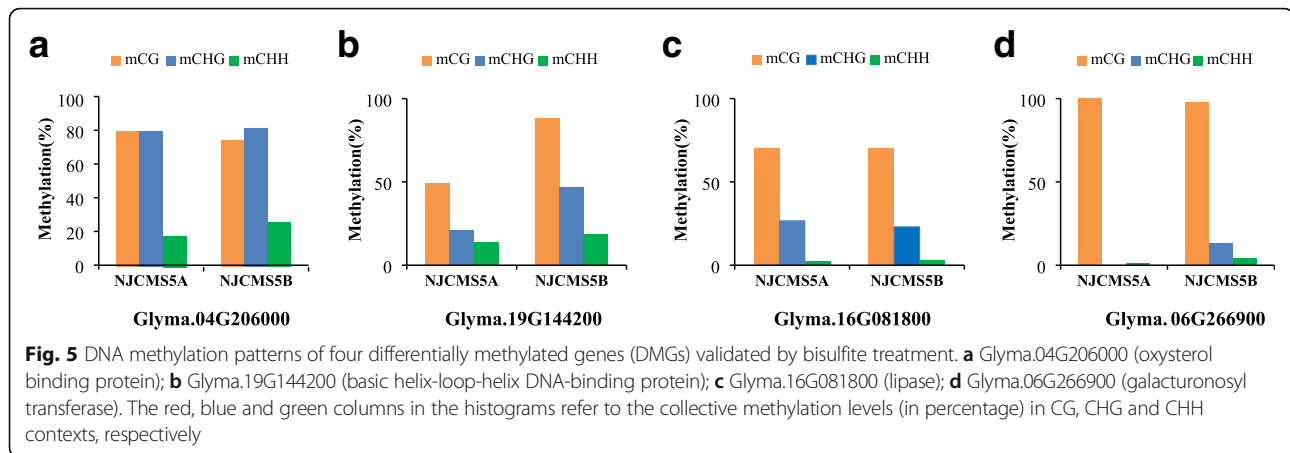 a
b
c
d
mCG mCHG mCHH
mCG mCHG mCHH
mCG mCHG mCHH
mCG mCHG mCHH
Methylation(%)
100
80
60
40
20
0
NJCMS5A NJCMS5B
Glyma.04G206000
Methylation(%)
100
50
0
NJCMS5A NJCMS5B
Glyma.19G144200
Methylation(%)
100
50
0
NJCMS5A NJCMS5B
Glyma.16G081800
Methylation(%)
100
50
0
NJCMS5A NJCMS5B
Glyma. 06G266900
Fig. 5 DNA methylation patterns of four differentially methylated genes (DMGs) validated by bisulfite treatment. a Glyma.04G206000 (oxysterol
binding protein); b Glyma.19G144200 (basic helix-loop-helix DNA-binding protein); c Glyma.16G081800 (lipase); d Glyma.06G266900 (galacturonosyl
transferase). The red, blue and green columns in the histograms refer to the collective methylation levels (in percentage) in CG, CHG and CHH
contexts, respectively